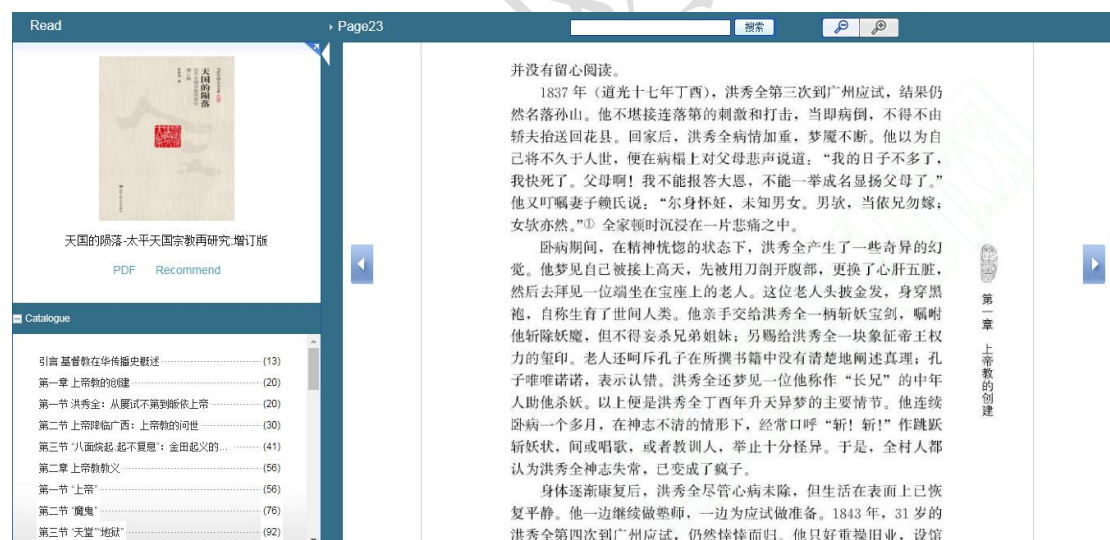 Read
Page23
搜索
天国的陨落
天国的陨落-太平天国宗教再研究:增订版
PDF Recommend
Catalogue
引言 基督教在华传播史概述 (13)
第一章 上帝教的创建 (20)
第一节 洪秀全：从屡试不第到皈依上帝 (20)
第二节 上帝降临广西：上帝教的问世 (30)
第三节 “八面煲起,起不复息”：金田起义的... (41)
第二章 上帝教教义 (56)
第一节 “上帝” (56)
第二节 “魔鬼” (76)
第三节 “天堂”“地狱” (92)
并没有留心阅读。
1837 年（道光十七年丁酉），洪秀全第三次到广州应试，结果仍
然名落孙山。他不堪接连落第的刺激和打击，当即病倒，不得不由
轿夫抬送回花县。回家后，洪秀全病情加重，梦魇不断。他以为自
己将不久于人世，便在病榻上对父母悲声说道：“我的日子不多了，
我快死了。父母啊！我不能报答大恩，不能一举成名显扬父母了。”
他又叮嘱妻子赖氏说：“尔身怀妊，未知男女。男欤，当依兄勿嫁；
女欤亦然。”① 全家顿时沉浸在一片悲痛之中。
卧病期间，在精神恍惚的状态下，洪秀全产生了一些奇异的幻
觉。他梦见自己被接上高天，先被用刀剖开腹部，更换了心肝五脏，
然后去拜见一位端坐在宝座上的老人。这位老人头披金发，身穿黑
袍，自称生育了世间人类。他亲手交给洪秀全一柄斩妖宝剑，嘱咐
他斩除妖魔，但不得妄杀兄弟姐妹；另赐给洪秀全一块象征帝王权
力的玺印。老人还呵斥孔子在所撰书籍中没有清楚地阐述真理；孔
子唯唯诺诺，表示认错。洪秀全还梦见一位他称作“长兄”的中年
人助他杀妖。以上便是洪秀全丁酉年升天异梦的主要情节。他连续
卧病一个多月，在神志不清的情形下，经常口呼“斩！斩！”作跳跃
斩妖状，间或唱歌，或者教训人，举止十分怪异。于是，全村人都
认为洪秀全神志失常，已变成了疯子。
身体逐渐康复后，洪秀全尽管心病未除，但生活在表面上已恢
复平静。他一边继续做塾师，一边为应试做准备。1843 年，31 岁的
洪秀全第四次到广州应试，仍然悻悻而归。他只好重操旧业，设馆
第一章 上帝教的创建